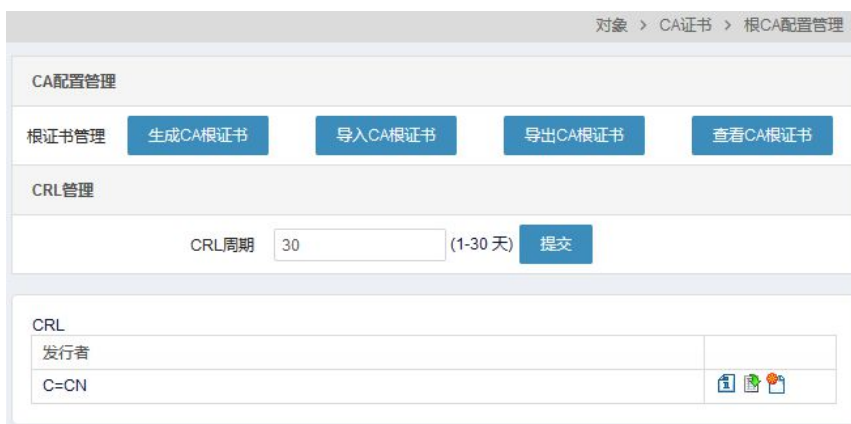 对象 > CA证书 > 根CA配置管理
CA配置管理
根证书管理 生成CA根证书 导入CA根证书 导出CA根证书 查看CA根证书
CRL管理
CRL周期 30 (1-30 天) 提交
CRL
发行者
C=CN